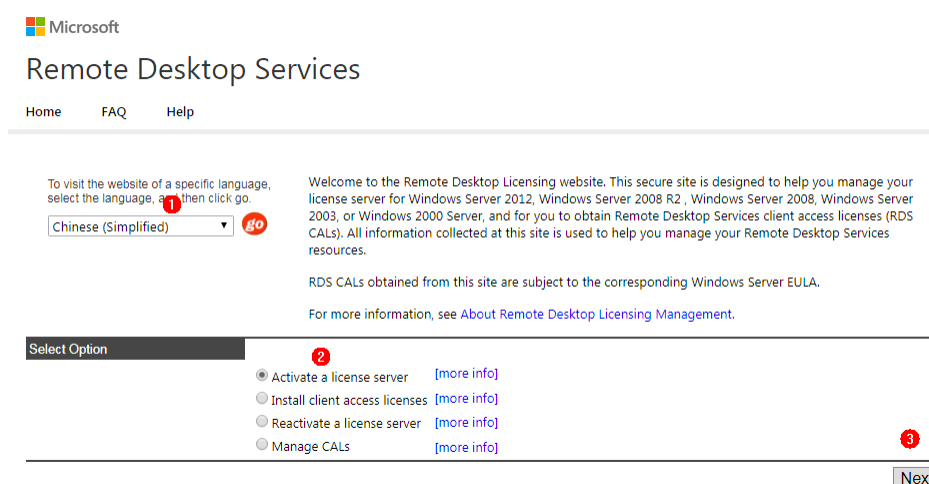 Microsoft
Remote Desktop Services
Home FAQ Help
To visit the website of a specific language,
select the language, and then click go.
1
Chinese (Simplified)
go
Welcome to the Remote Desktop Licensing website. This secure site is designed to help you manage your
license server for Windows Server 2012, Windows Server 2008 R2 , Windows Server 2008, Windows Server
2003, or Windows 2000 Server, and for you to obtain Remote Desktop Services client access licenses (RDS
CALs). All information collected at this site is used to help you manage your Remote Desktop Services
resources.
RDS CALs obtained from this site are subject to the corresponding Windows Server EULA.
For more information, see About Remote Desktop Licensing Management.
Select Option
2
Activate a license server [more info]
Install client access licenses [more info]
Reactivate a license server [more info]
Manage CALs [more info]
3
Nex